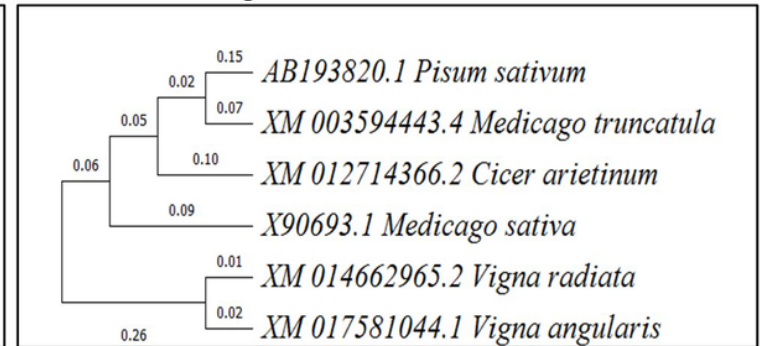 0.15
AB193820.1 Pisum sativum
0.02
0.07
XM 003594443.4 Medicago truncatula
0.05
0.10
XM 012714366.2 Cicer arietinum
0.06
0.09
X90693.1 Medicago sativa
0.01
XM 014662965.2 Vigna radiata
0.02
XM 017581044.1 Vigna angularis
0.26